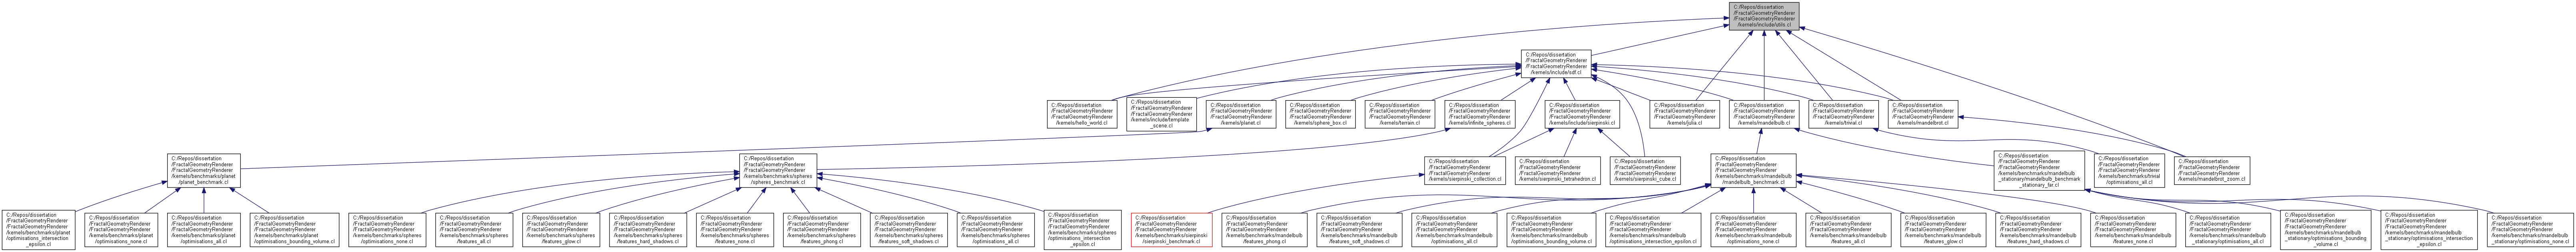 C:/Repos/dissertation
/FractalGeometryRenderer
/FractalGeometryRenderer
/kernels/include/utils.cl
C:/Repos/dissertation
/FractalGeometryRenderer
/FractalGeometryRenderer
/kernels/include/sdf.cl
C:/Repos/dissertation
/FractalGeometryRenderer
/FractalGeometryRenderer
/kernels/hello_world.cl
C:/Repos/dissertation
/FractalGeometryRenderer
/FractalGeometryRenderer
/kernels/include/template
_scene.cl
C:/Repos/dissertation
/FractalGeometryRenderer
/FractalGeometryRenderer
/kernels/planet.cl
C:/Repos/dissertation
/FractalGeometryRenderer
/FractalGeometryRenderer
/kernels/sphere_box.cl
C:/Repos/dissertation
/FractalGeometryRenderer
/FractalGeometryRenderer
/kernels/terrain.cl
C:/Repos/dissertation
/FractalGeometryRenderer
/FractalGeometryRenderer
/kernels/infinite_spheres.cl
C:/Repos/dissertation
/FractalGeometryRenderer
/FractalGeometryRenderer
/kernels/include/sierpinski.cl
C:/Repos/dissertation
/FractalGeometryRenderer
/FractalGeometryRenderer
/kernels/julia.cl
C:/Repos/dissertation
/FractalGeometryRenderer
/FractalGeometryRenderer
/kernels/mandelbulb.cl
C:/Repos/dissertation
/FractalGeometryRenderer
/FractalGeometryRenderer
/kernels/trivial.cl
C:/Repos/dissertation
/FractalGeometryRenderer
/FractalGeometryRenderer
/kernels/mandelbrot.cl
C:/Repos/dissertation
/FractalGeometryRenderer
/FractalGeometryRenderer
/kernels/benchmarks/planet
/planet_benchmark.cl
C:/Repos/dissertation
/FractalGeometryRenderer
/FractalGeometryRenderer
/kernels/benchmarks/spheres
/spheres_benchmark.cl
C:/Repos/dissertation
/FractalGeometryRenderer
/FractalGeometryRenderer
/kernels/sierpinski_collection.cl
C:/Repos/dissertation
/FractalGeometryRenderer
/FractalGeometryRenderer
/kernels/sierpinski_tetrahedron.cl
C:/Repos/dissertation
/FractalGeometryRenderer
/FractalGeometryRenderer
/kernels/sierpinski_cube.cl
C:/Repos/dissertation
/FractalGeometryRenderer
/FractalGeometryRenderer
/kernels/benchmarks/mandelbulb
/mandelbulb_benchmark.cl
C:/Repos/dissertation
/FractalGeometryRenderer
/FractalGeometryRenderer
/kernels/benchmarks/mandelbulb
_stationary/mandelbulb_benchmark
_stationary_far.cl
C:/Repos/dissertation
/FractalGeometryRenderer
/FractalGeometryRenderer
/kernels/benchmarks/trivial
/optimisations_all.cl
C:/Repos/dissertation
/FractalGeometryRenderer
/FractalGeometryRenderer
/kernels/mandelbrot_zoom.cl
C:/Repos/dissertation
/FractalGeometryRenderer
/FractalGeometryRenderer
/kernels/benchmarks/planet
/optimisations_intersection
_epsilon.cl
C:/Repos/dissertation
/FractalGeometryRenderer
/FractalGeometryRenderer
/kernels/benchmarks/planet
/optimisations_none.cl
C:/Repos/dissertation
/FractalGeometryRenderer
/FractalGeometryRenderer
/kernels/benchmarks/planet
/optimisations_all.cl
C:/Repos/dissertation
/FractalGeometryRenderer
/FractalGeometryRenderer
/kernels/benchmarks/planet
/optimisations_bounding_volume.cl
C:/Repos/dissertation
/FractalGeometryRenderer
/FractalGeometryRenderer
/kernels/benchmarks/spheres
/optimisations_none.cl
C:/Repos/dissertation
/FractalGeometryRenderer
/FractalGeometryRenderer
/kernels/benchmarks/spheres
/features_all.cl
C:/Repos/dissertation
/FractalGeometryRenderer
/FractalGeometryRenderer
/kernels/benchmarks/spheres
/features_glow.cl
C:/Repos/dissertation
/FractalGeometryRenderer
/FractalGeometryRenderer
/kernels/benchmarks/spheres
/features_hard_shadows.cl
C:/Repos/dissertation
/FractalGeometryRenderer
/FractalGeometryRenderer
/kernels/benchmarks/spheres
/features_none.cl
C:/Repos/dissertation
/FractalGeometryRenderer
/FractalGeometryRenderer
/kernels/benchmarks/spheres
/features_phong.cl
C:/Repos/dissertation
/FractalGeometryRenderer
/FractalGeometryRenderer
/kernels/benchmarks/spheres
/features_soft_shadows.cl
C:/Repos/dissertation
/FractalGeometryRenderer
/FractalGeometryRenderer
/kernels/benchmarks/spheres
/optimisations_all.cl
C:/Repos/dissertation
/FractalGeometryRenderer
/FractalGeometryRenderer
/kernels/benchmarks/spheres
/optimisations_intersection
_epsilon.cl
C:/Repos/dissertation
/FractalGeometryRenderer
/FractalGeometryRenderer
/kernels/benchmarks/sierpinski
/sierpinski_benchmark.cl
C:/Repos/dissertation
/FractalGeometryRenderer
/FractalGeometryRenderer
/kernels/benchmarks/mandelbulb
/features_phong.cl
C:/Repos/dissertation
/FractalGeometryRenderer
/FractalGeometryRenderer
/kernels/benchmarks/mandelbulb
/features_soft_shadows.cl
C:/Repos/dissertation
/FractalGeometryRenderer
/FractalGeometryRenderer
/kernels/benchmarks/mandelbulb
/optimisations_all.cl
C:/Repos/dissertation
/FractalGeometryRenderer
/FractalGeometryRenderer
/kernels/benchmarks/mandelbulb
/optimisations_bounding_volume.cl
C:/Repos/dissertation
/FractalGeometryRenderer
/FractalGeometryRenderer
/kernels/benchmarks/mandelbulb
/optimisations_intersection_epsilon.cl
C:/Repos/dissertation
/FractalGeometryRenderer
/FractalGeometryRenderer
/kernels/benchmarks/mandelbulb
/optimisations_none.cl
C:/Repos/dissertation
/FractalGeometryRenderer
/FractalGeometryRenderer
/kernels/benchmarks/mandelbulb
/features_all.cl
C:/Repos/dissertation
/FractalGeometryRenderer
/FractalGeometryRenderer
/kernels/benchmarks/mandelbulb
/features_glow.cl
C:/Repos/dissertation
/FractalGeometryRenderer
/FractalGeometryRenderer
/kernels/benchmarks/mandelbulb
/features_hard_shadows.cl
C:/Repos/dissertation
/FractalGeometryRenderer
/FractalGeometryRenderer
/kernels/benchmarks/mandelbulb
/features_none.cl
C:/Repos/dissertation
/FractalGeometryRenderer
/FractalGeometryRenderer
/kernels/benchmarks/mandelbulb
_stationary/optimisations_all.cl
C:/Repos/dissertation
/FractalGeometryRenderer
/FractalGeometryRenderer
/kernels/benchmarks/mandelbulb
_stationary/optimisations_bounding
_volume.cl
C:/Repos/dissertation
/FractalGeometryRenderer
/FractalGeometryRenderer
/kernels/benchmarks/mandelbulb
_stationary/optimisations_intersection
_epsilon.cl
C:/Repos/dissertation
/FractalGeometryRenderer
/FractalGeometryRenderer
/kernels/benchmarks/mandelbulb
_stationary/optimisations_none.cl